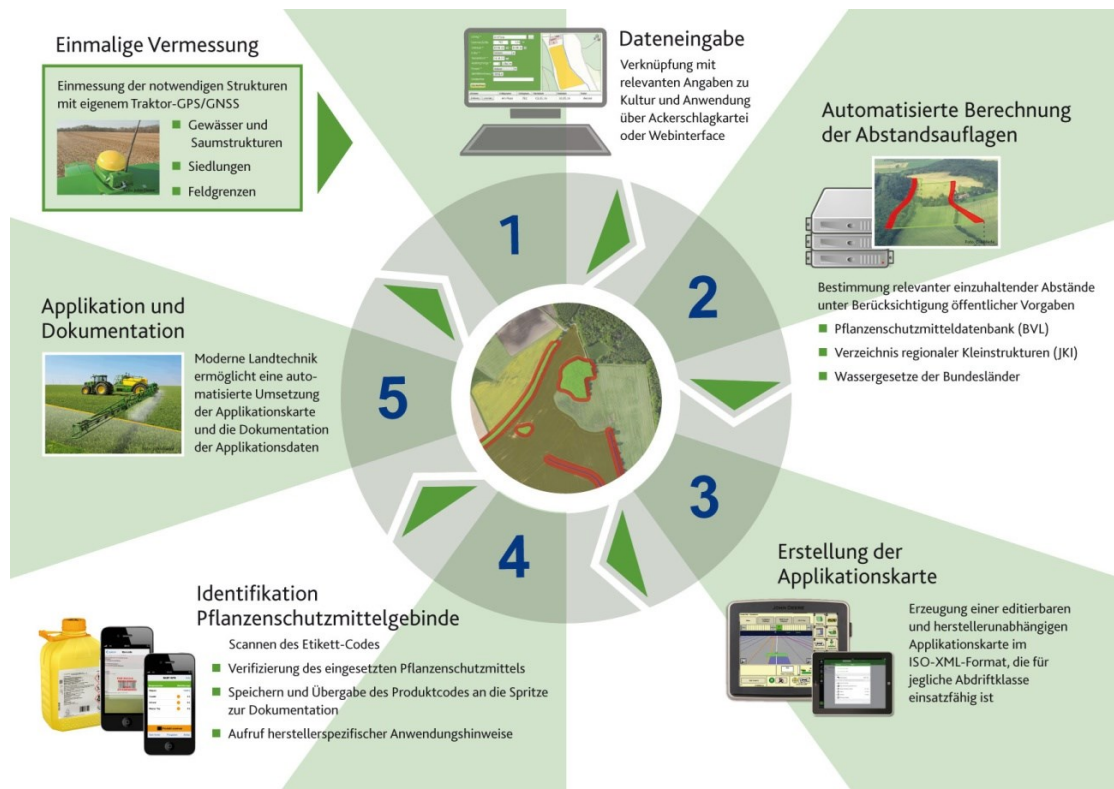 Einmalige Vermessung
Einmessung der notwendigen Strukturen
mit eigenem Traktor-GPS/GNSS
Gewässer und
Saumstrukturen
Siedlungen
Feldgrenzen
Dateneingabe
Verknüpfung mit
relevanten Angaben zu
Kultur und Anwendung
über Ackerschlagkartei
oder Webinterface
1
Automatisierte Berechnung
der Abstandsauflagen
Bestimmung relevanter einzuhaltender Abstände
unter Berücksichtigung öffentlicher Vorgaben
Pflanzenschutzmitteldatenbank (BVL)
Verzeichnis regionaler Kleinstrukturen (JKI)
Wassergesetze der Bundesländer
2
Erstellung der
Applikationskarte
Erzeugung einer editierbaren
und herstellerunabhängigen
Applikationskarte im
ISO-XML-Format, die für
jegliche Abdriftklasse
einsatzfähig ist
3
Identifikation
Pflanzenschutzmittelgebinde
Scannen des Etikett-Codes
Verifizierung des eingesetzten Pflanzenschutzmittels
Speichern und Übergabe des Produktcodes an die Spritze
zur Dokumentation
Aufruf herstellerspezifischer Anwendungshinweise
4
Applikation und
Dokumentation
Moderne Landtechnik
ermöglicht eine auto-
matisierte Umsetzung
der Applikationskarte
und die Dokumentation
der Applikationsdaten
5